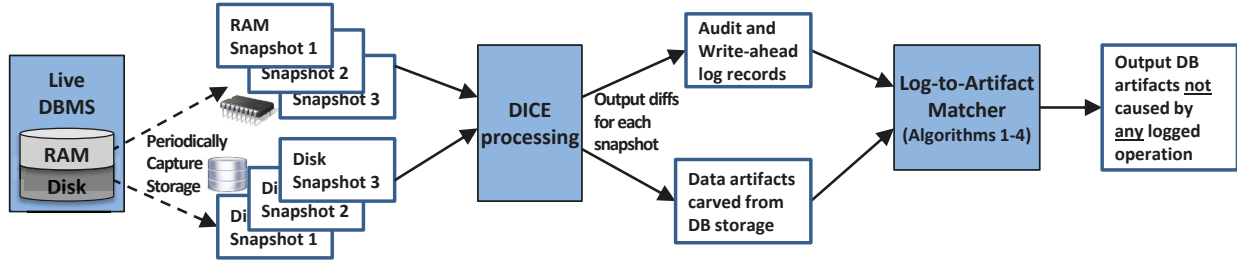 Live
DBMS
RAM
Disk
Periodically
Capture
Storage
RAM
Snapshot 1
Snapshot 2
Snapshot 3
Disk
Snapshot 3
Di
Snapshot 2
Di
Snapshot 1
DICE
processing
Output diffs
for each
snapshot
Audit and
Write-ahead
log records
Data artifacts
carved from
DB storage
Log-to-Artifact
Matcher
(Algorithms 1-4)
Output DB
artifacts not
caused by
any logged
operation